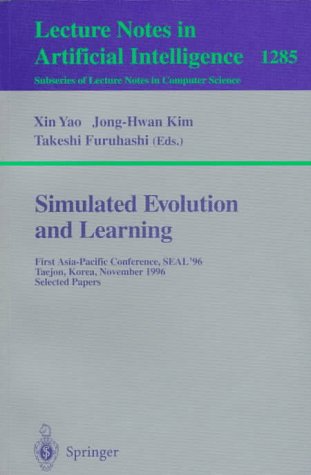 Lecture Notes in
Artificial Intelligence 1285
Subseries of Lecture Notes in Computer Science
Xin Yao Jong-Hwan Kim
Takeshi Furuhashi (Eds.)
Simulated Evolution
and Learning
First Asia-Pacific Conference, SEAL'96
Taejon, Korea, November 1996
Selected Papers
Springer